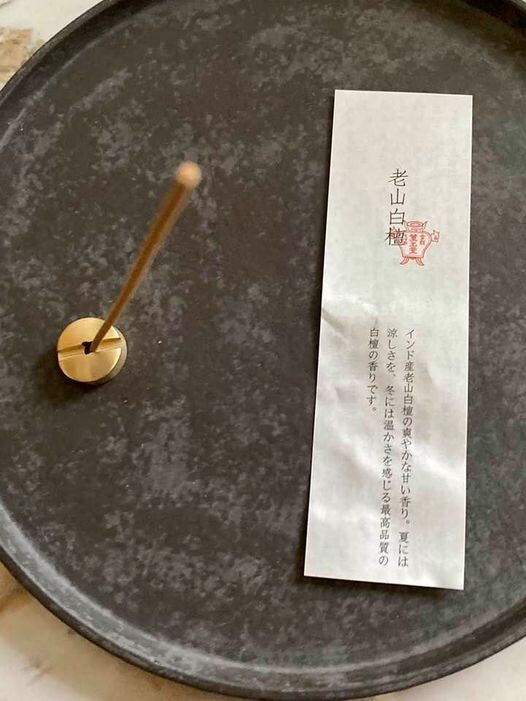 老山白檀
インド産老山白檀の爽やかな甘い香り。夏には
涼しさを、冬には温かさを感じる最高品質の
白檀の香りです。